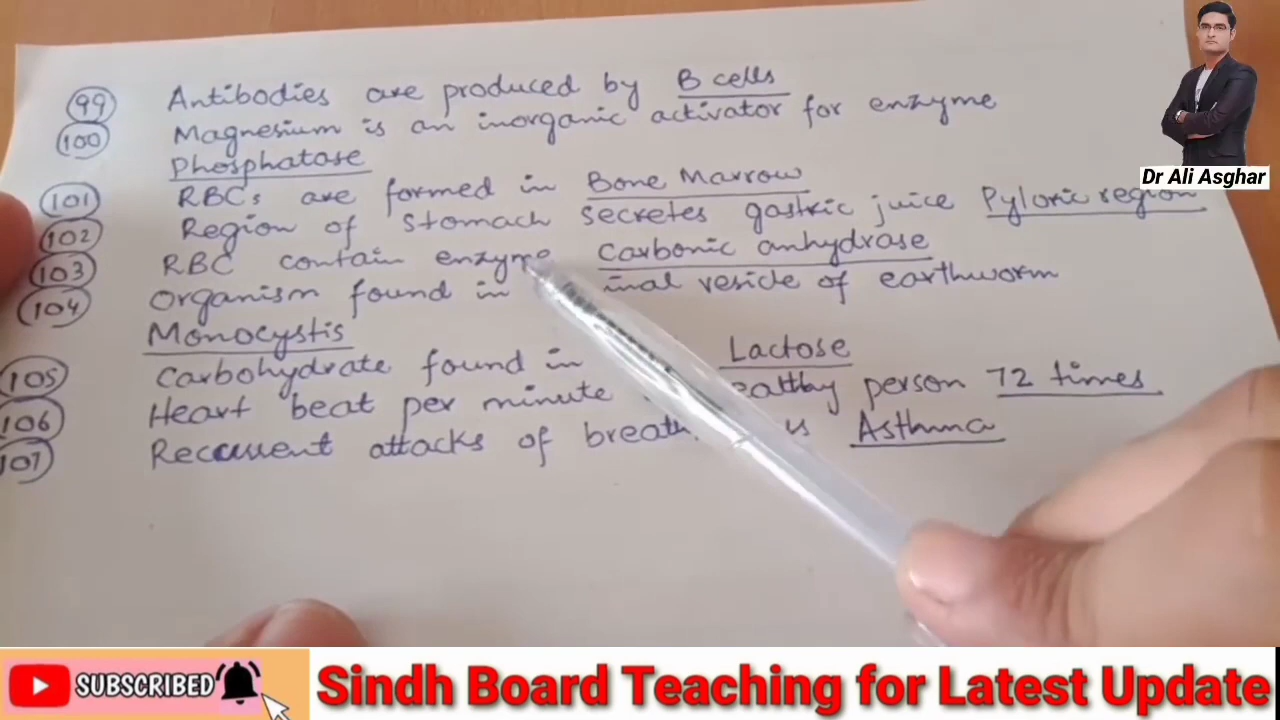 99 Antibodies are produced by B cells
100 Magnesium is an inorganic activator for enzyme
Phosphatase
101 RBCs are formed in Bone Marrow
102 Region of Stomach Secretes gastric juice Pyloric region
103 RBC contain enzyme Carbonic anhydrase
104 Organism found in inal vesicle of earthworm
Monocystis
105 Carbohydrate found in Lactose
106 Heart beat per minute ealthy person 72 times
107 Recurrent attacks of breath is Asthma
Dr Ali Asghar
SUBSCRIBED
Sindh Board Teaching for Latest Update